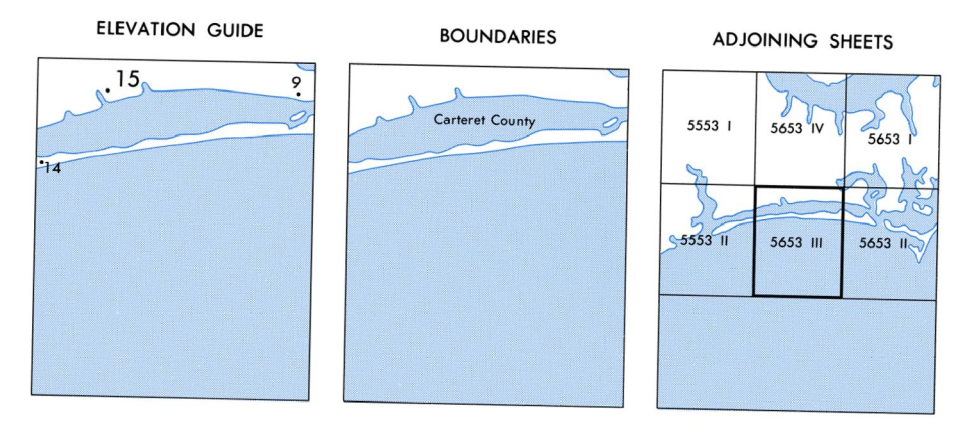 ELEVATION GUIDE
15
9
14
BOUNDARIES
Carteret County
ADJOINING SHEETS
5553 I
5653 IV
5653 I
5553 II
5653 III
5653 II